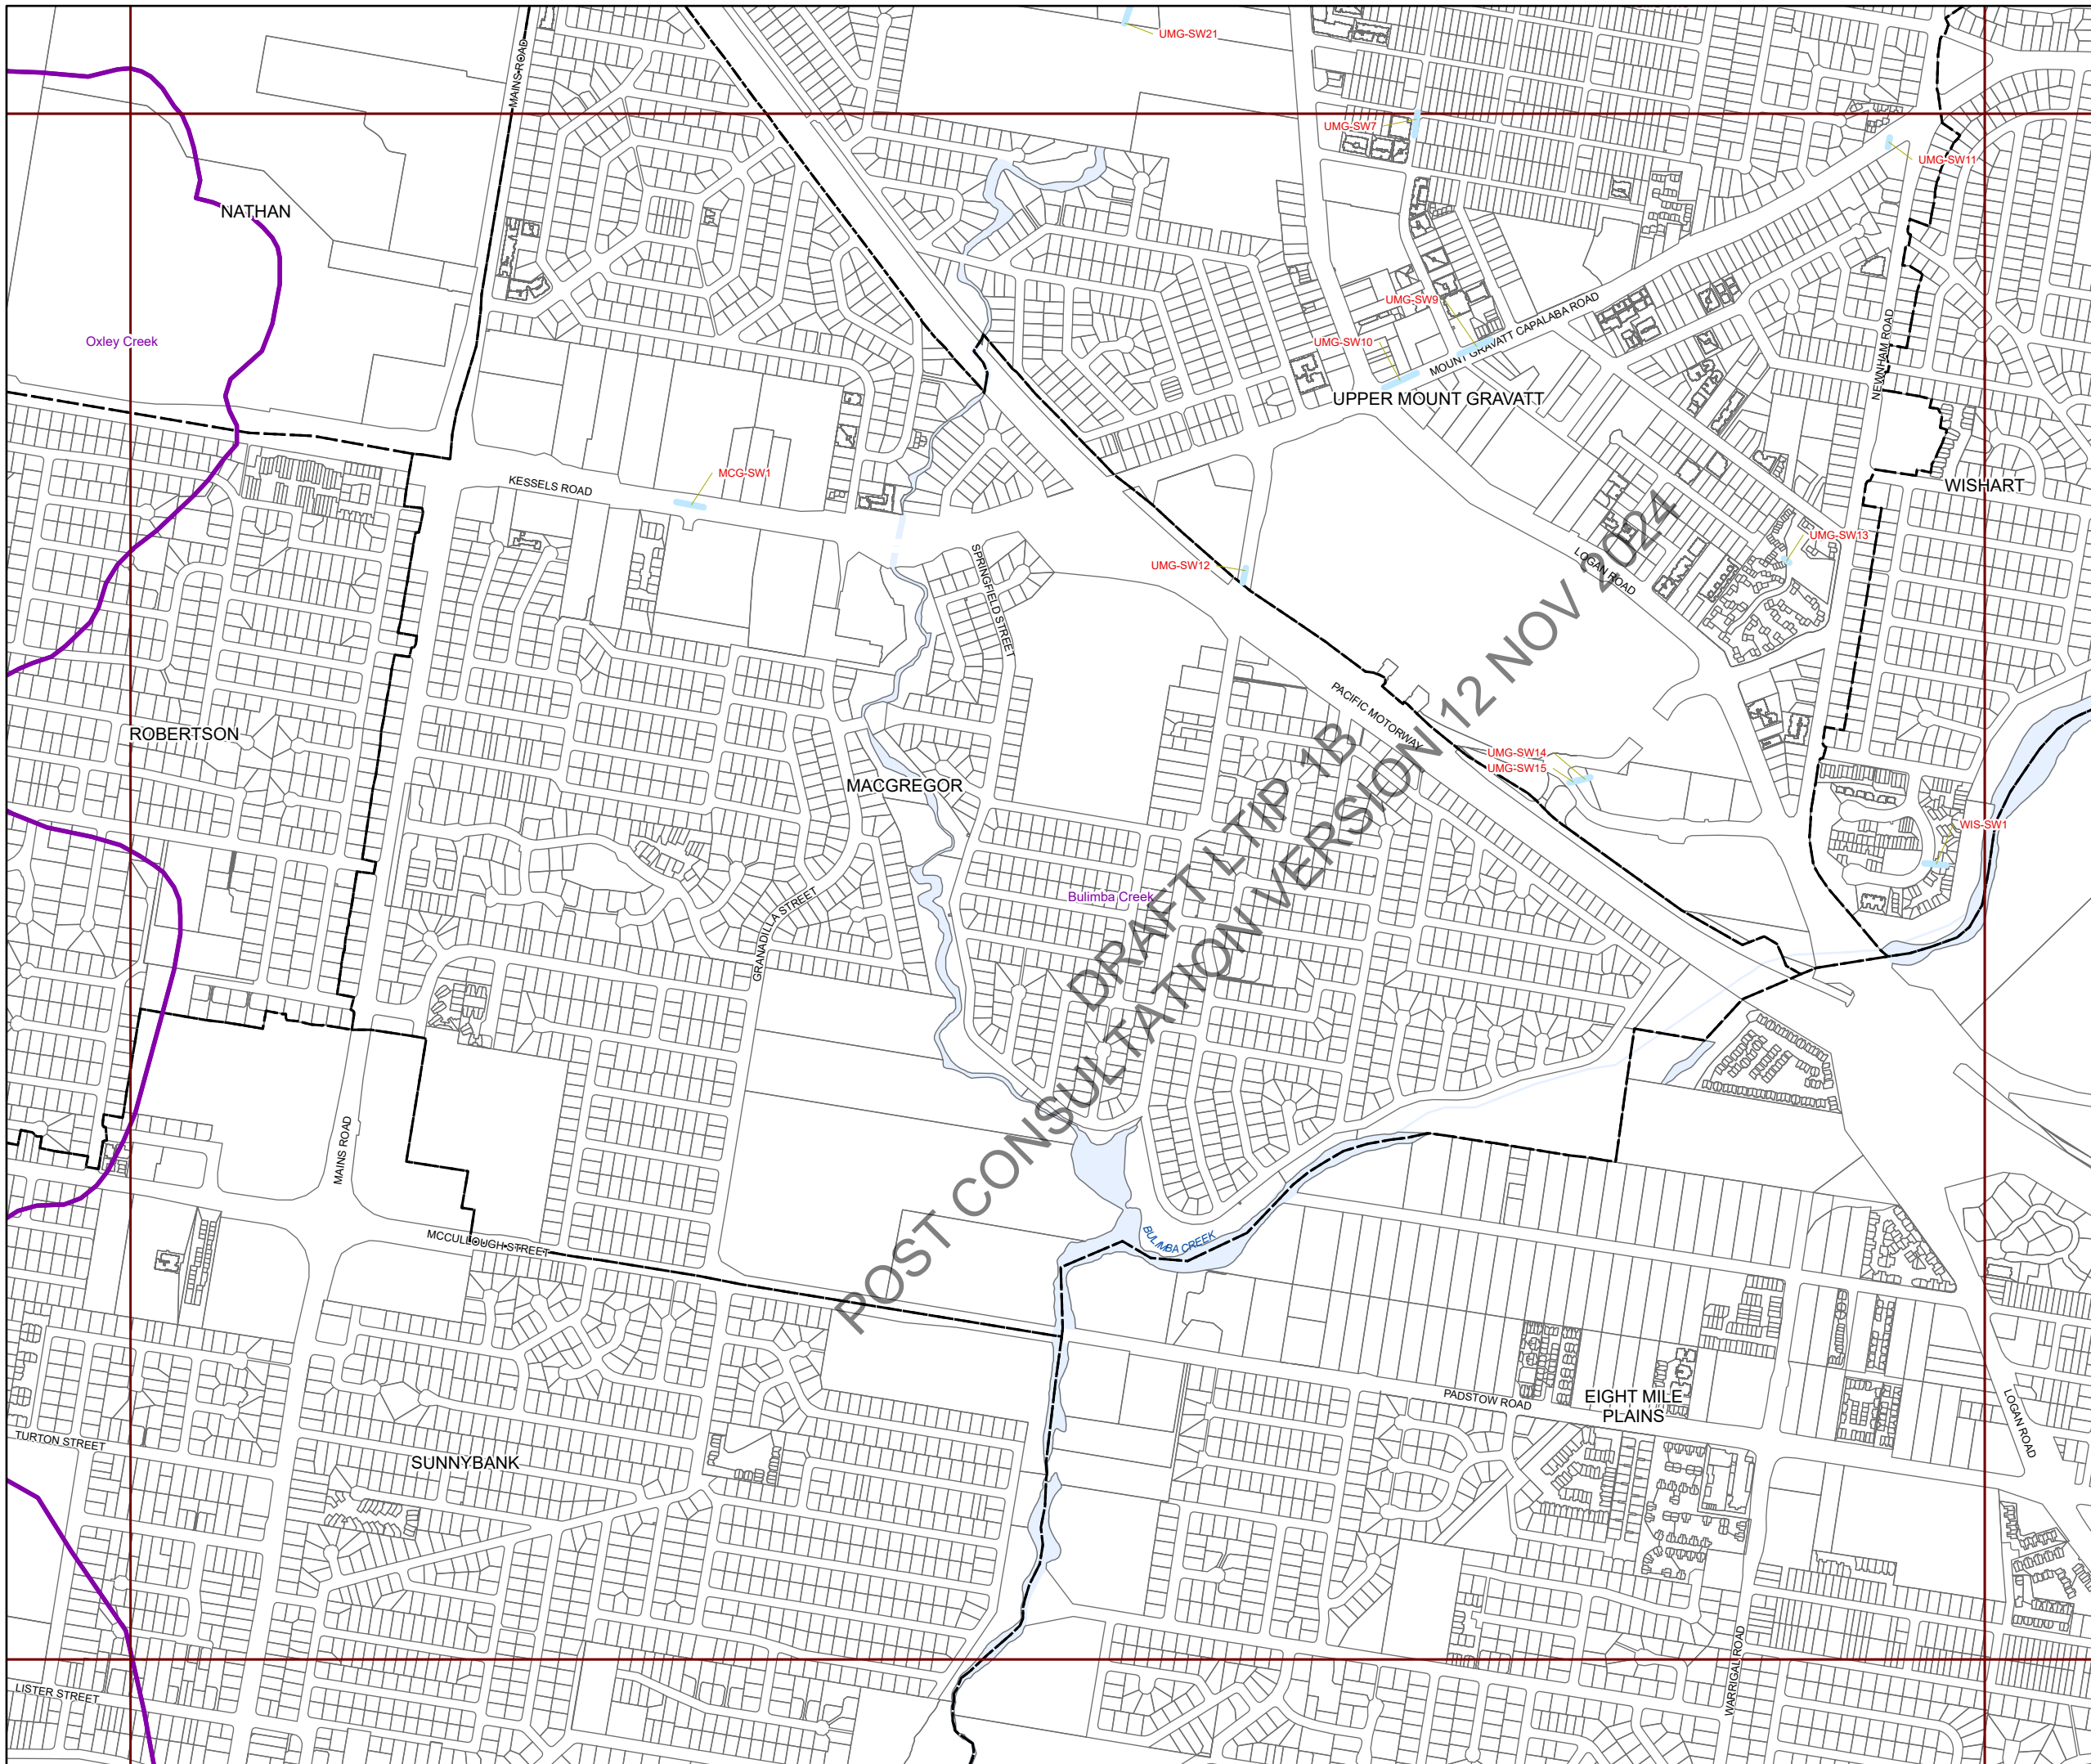 UMG-SW21
MAINS ROAD
UMG-SW7
UMG-SW11
NATHAN
UMG-SW9
MOUNT GRAVATT CAPALABA ROAD
NEWNHAM ROAD
Oxley Creek
UMG-SW10
UPPER MOUNT GRAVATT
MCG-SW1
KESSELS ROAD
WISHART
UMG-SW13
SPRINGFIELD STREET
UMG-SW12
LOGAN ROAD
PACIFIC MOTORWAY
ROBERTSON
UMG-SW14
UMG-SW15
MACGREGOR
WIS-SW1
Bulimba Creek
GRANADILLA STREET
DRAFT LTIP 1B
POST CONSULTATION VERSION 12 NOV 2024
MAINS ROAD
MCCULLOUGH STREET
BULIMBA CREEK
PADSTOW ROAD
EIGHT MILE
PLAINS
LOGAN ROAD
TURTON STREET
SUNNYBANK
WARRIGAL ROAD
LISTER STREET